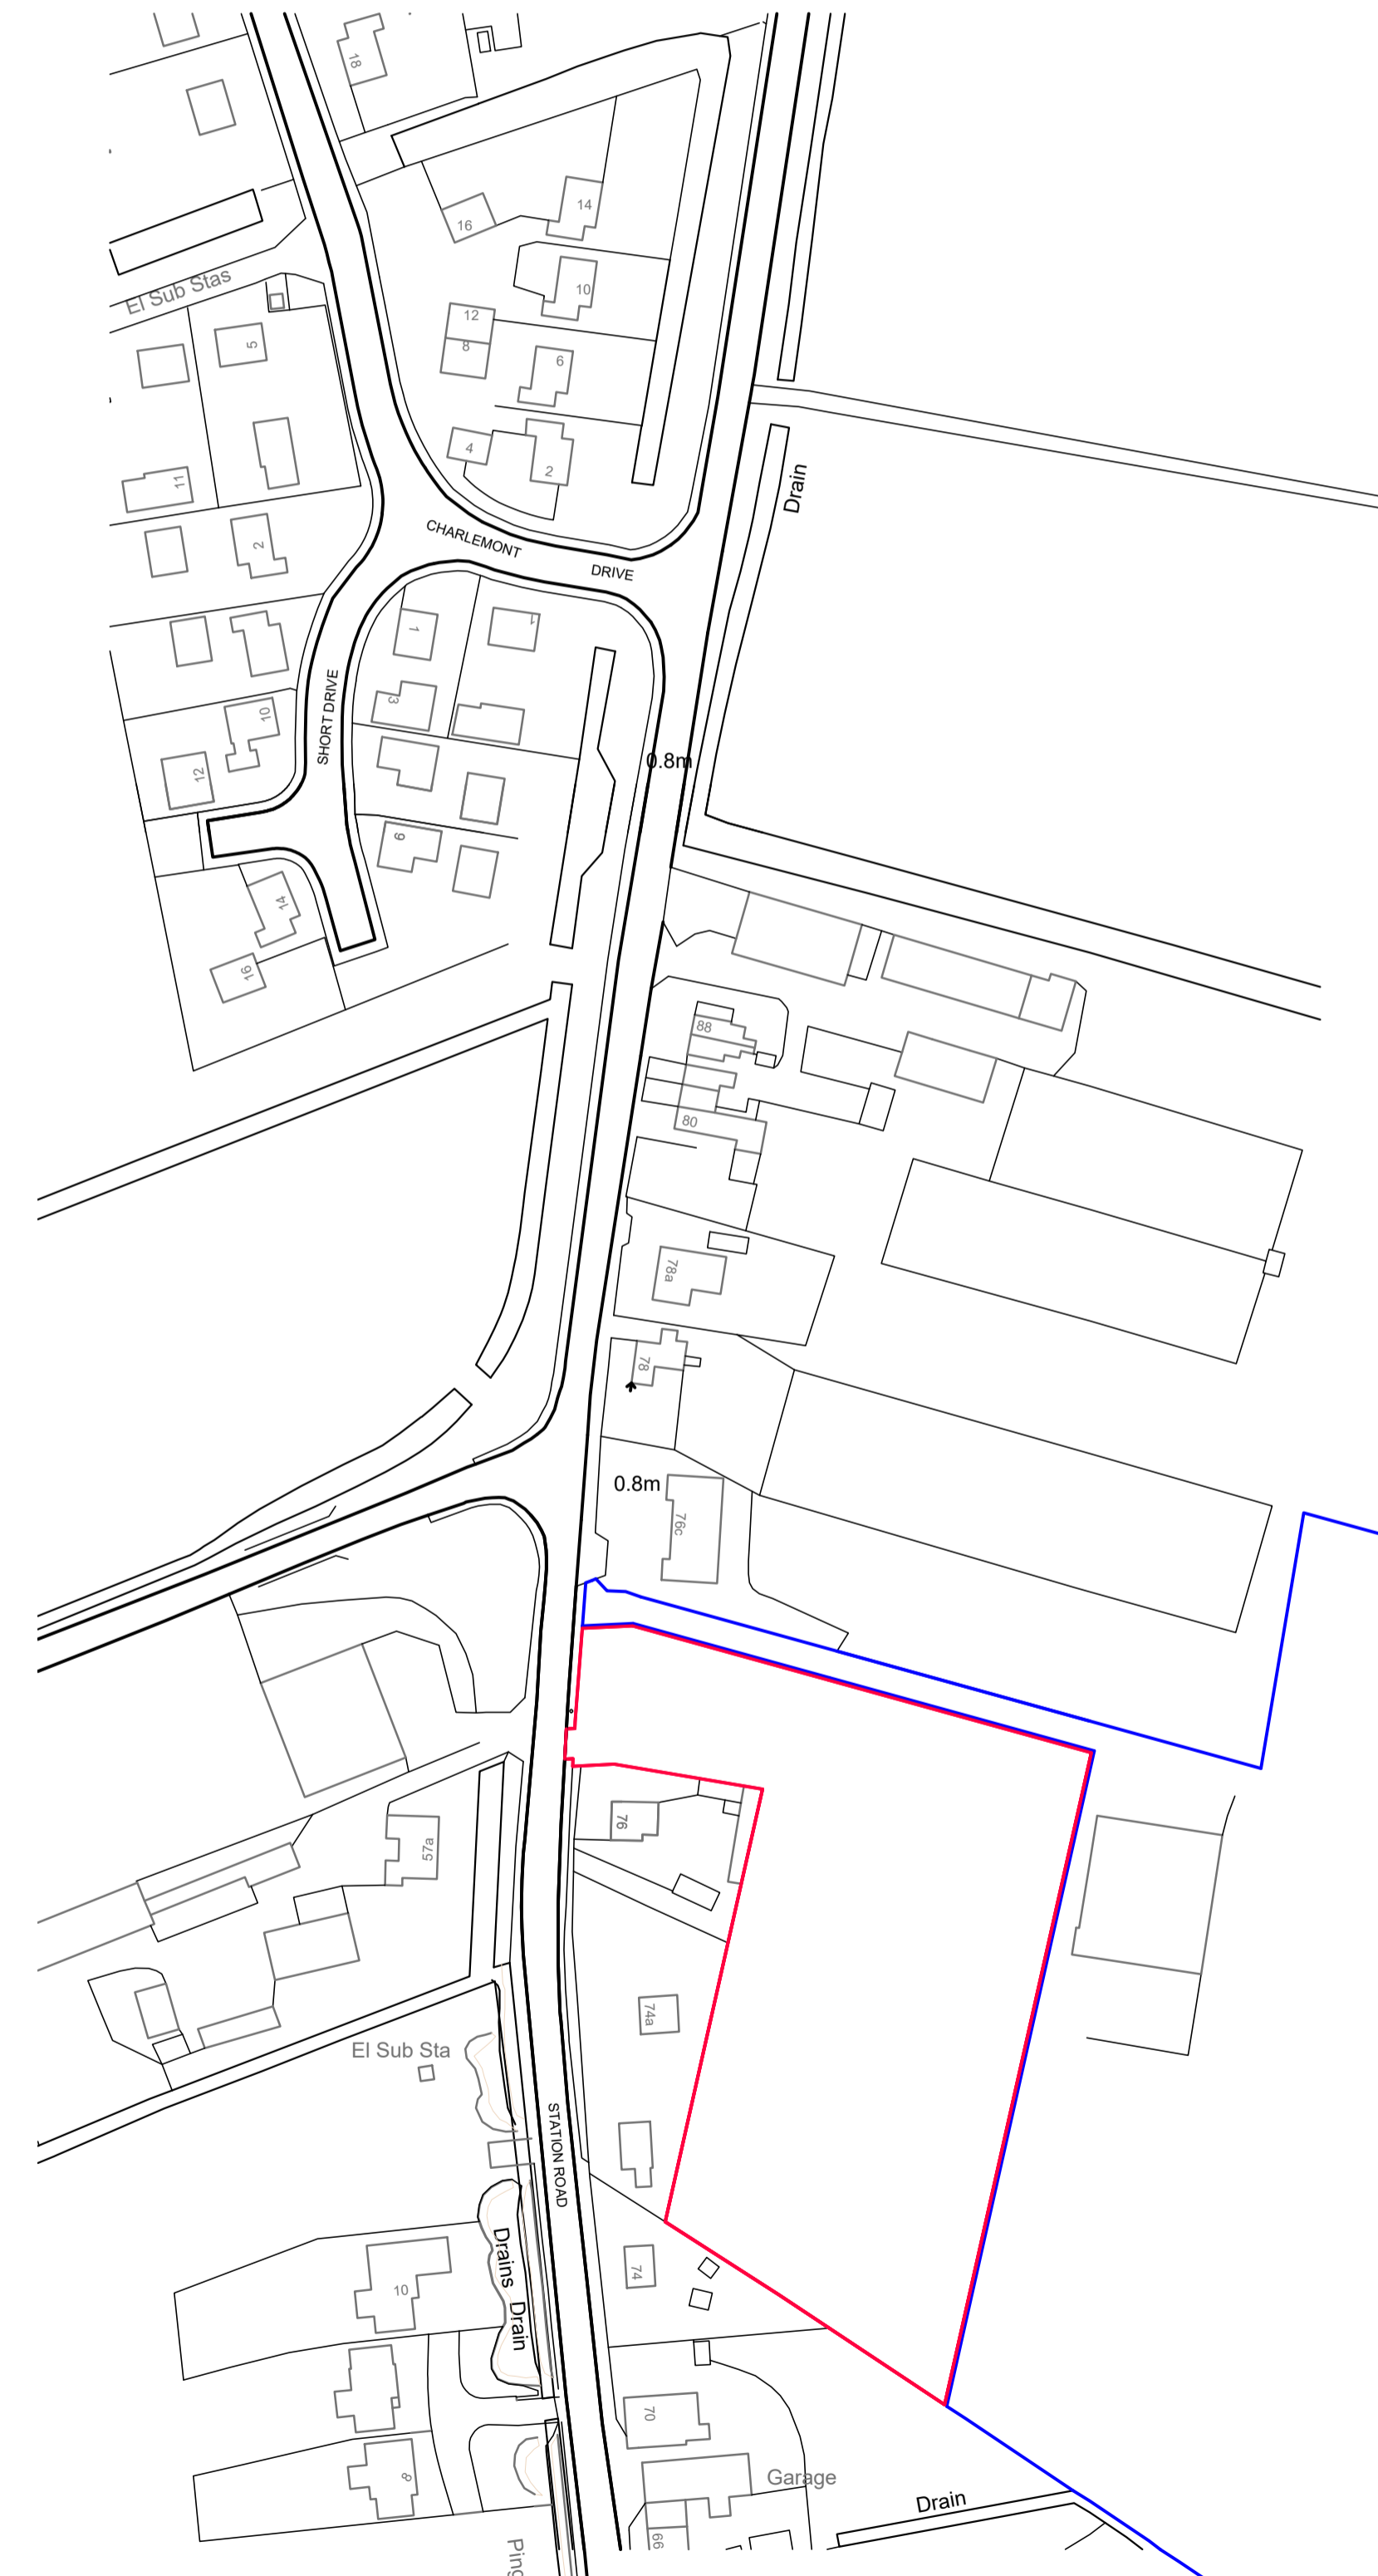 18
14
16
El Sub Stas
10
12
5
8
6
11
4
2
CHARLEMONT
2
DRIVE
1
1
3
SHORT DRIVE
10
12
9
14
16
Drain
0.8m
88
80
78a
78
0.8m
76c
76
57a
74a
El Sub Sta
STATION ROAD
Drains
Drain
74
10
70
8
Garage
Drain
66